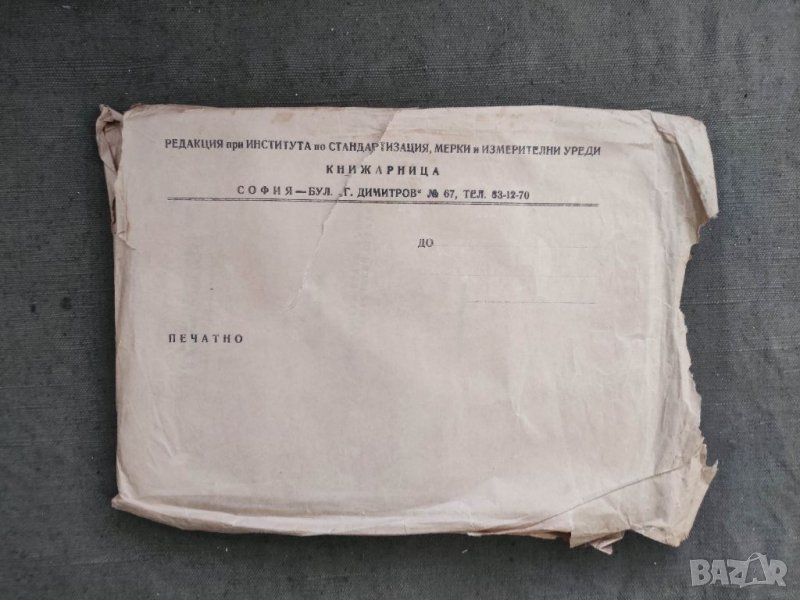 РЕДАКЦИЯ при ИНСТИТУТА по СТАНДАРТИЗАЦИЯ, МЕРКИ и ИЗМЕРИТЕЛНИ УРЕДИ
КНИЖАРНИЦА
СОФИЯ — БУЛ. „Г. ДИМИТРОВ“ № 67, ТЕЛ. 83-12-70
ДО
ПЕЧАТНО
BAZAR